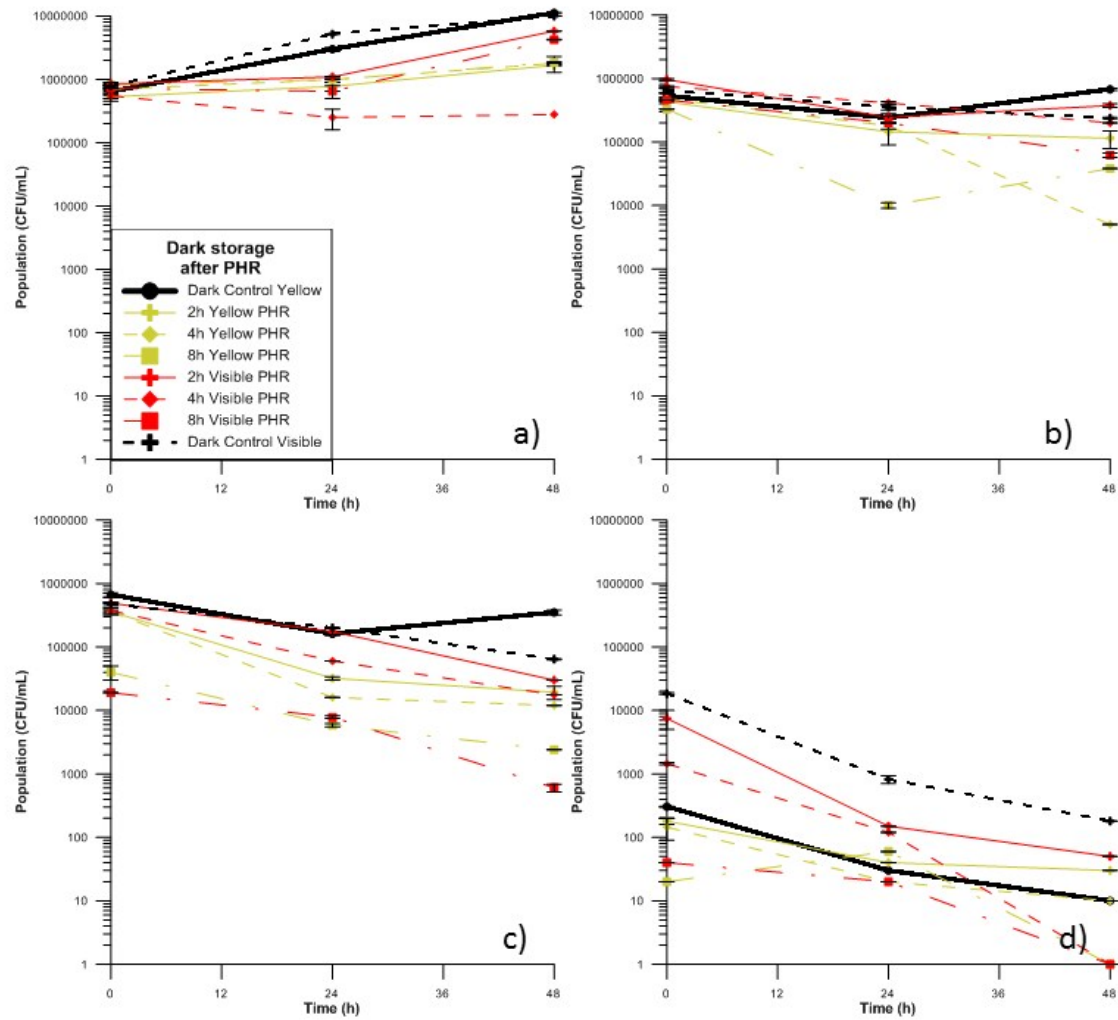 10000000
1000000
100000
10000
1000
100
10
1
Population (CFU/mL)
Dark storage
after PHR
Dark Control Yellow
2h Yellow PHR
4h Yellow PHR
8h Yellow PHR
2h Visible PHR
4h Visible PHR
8h Visible PHR
Dark Control Visible
a)
0 12 24 36 48
Time (h)
10000000
1000000
100000
10000
1000
100
10
1
Population (CFU/mL)
b)
0 12 24 36 48
Time (h)
10000000
1000000
100000
10000
1000
100
10
1
Population (CFU/mL)
c)
0 12 24 36 48
Time (h)
10000000
1000000
100000
10000
1000
100
10
1
Population (CFU/mL)
d)
0 12 24 36 48
Time (h)